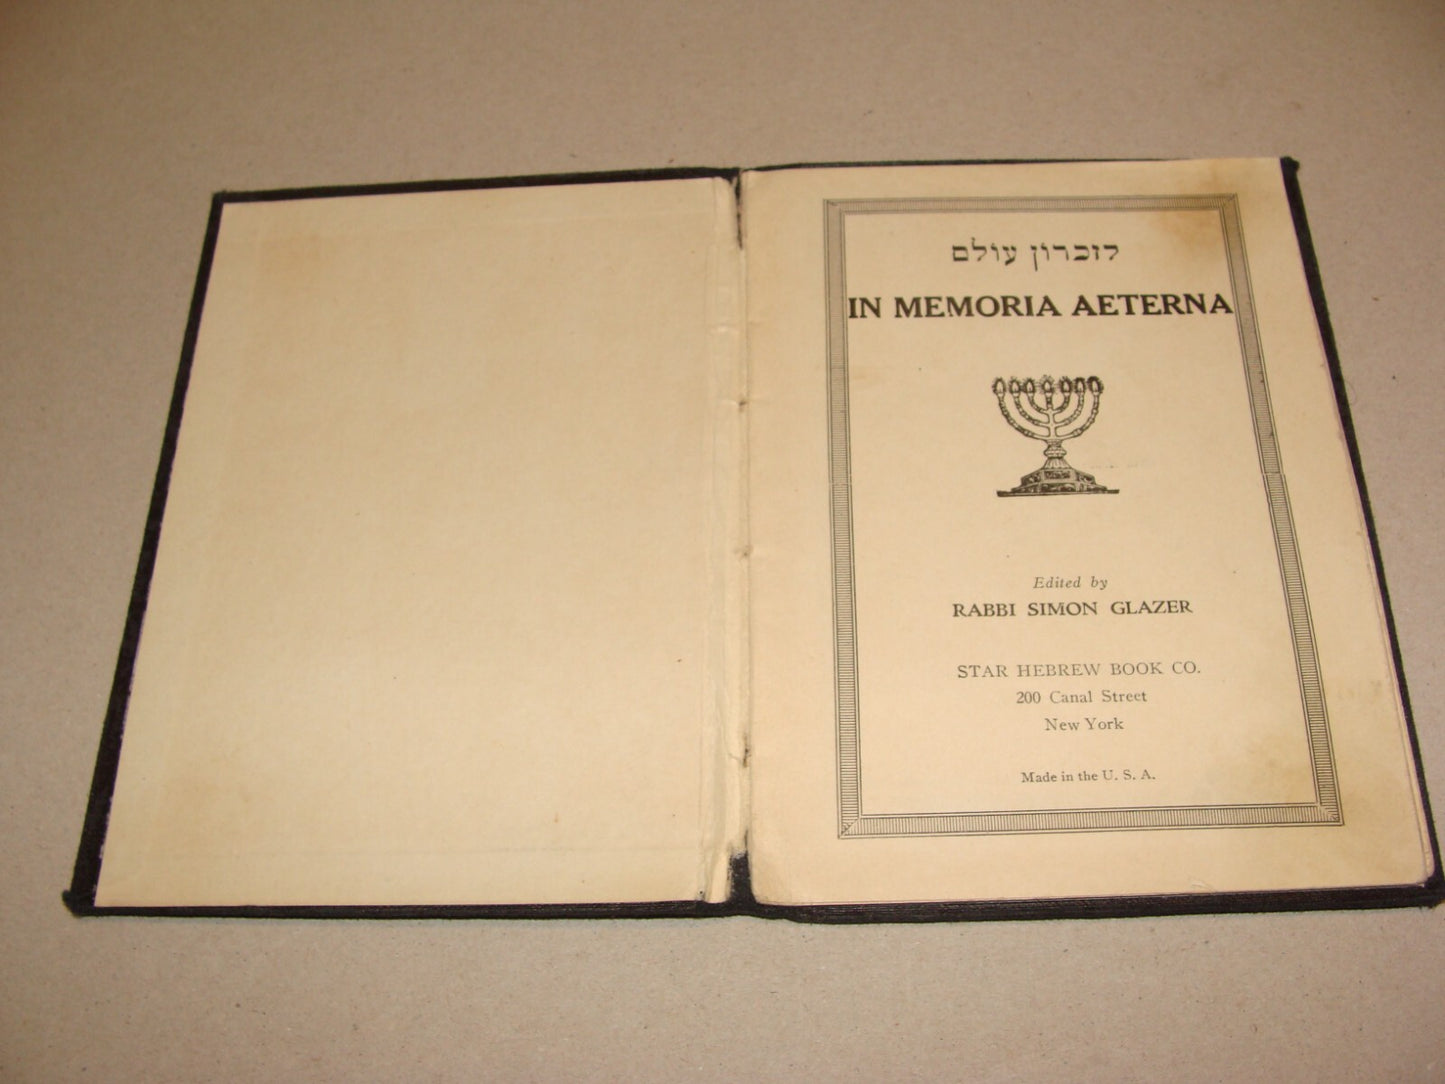 לזכרון עולם
IN MEMORIA AETERNA
Edited by
RABBI SIMON GLAZER
STAR HEBREW BOOK CO.
200 Canal Street
New York
Made in the U. S. A.